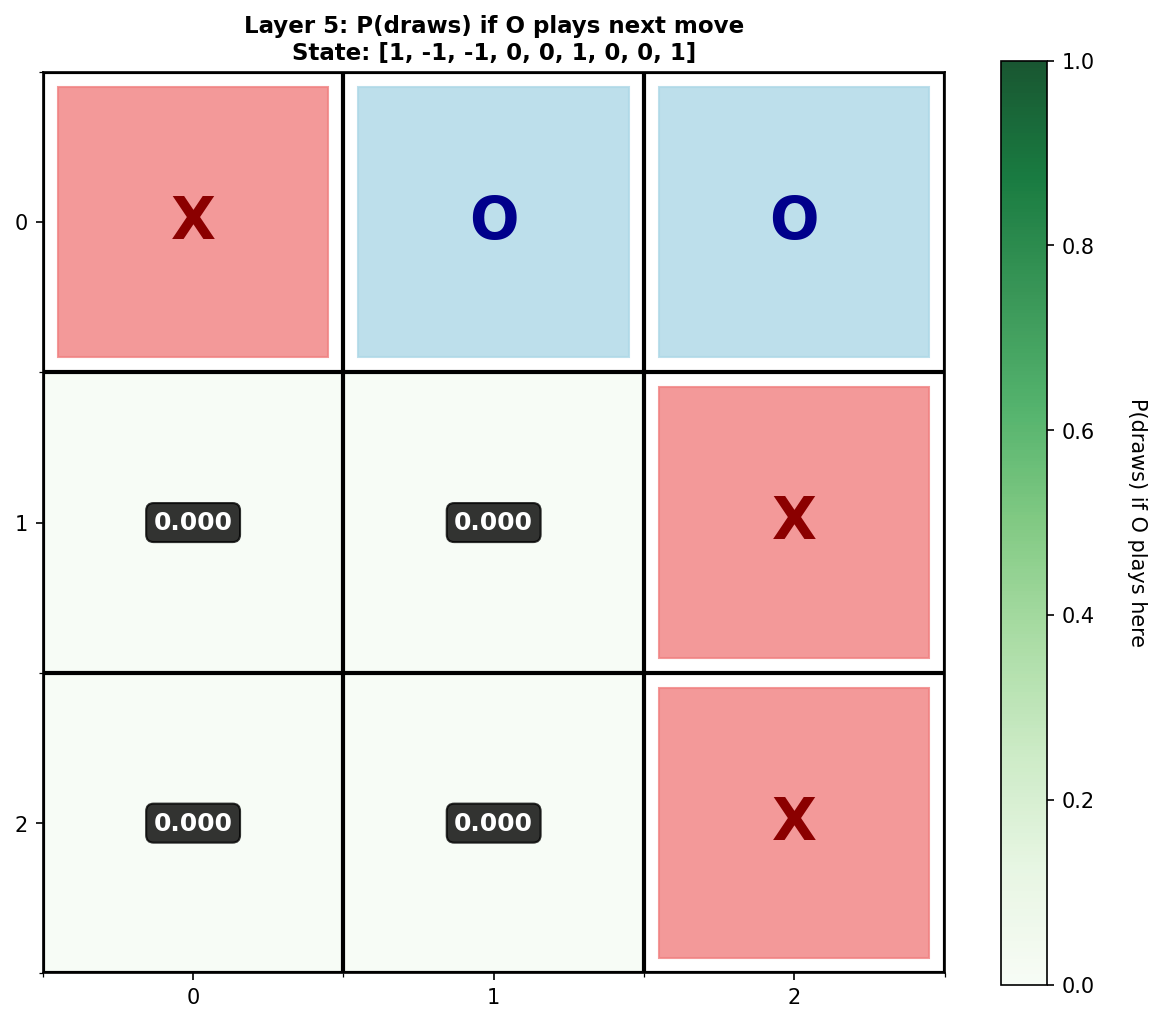 Layer 5: P(draws) if O plays next move
State: [1, -1, -1, 0, 0, 1, 0, 0, 1]
X
O
O
0
0.000
0.000
X
1
0.000
0.000
X
2
0
1
2
1.0
0.8
0.6
0.4
0.2
0.0
P(draws) if O plays here